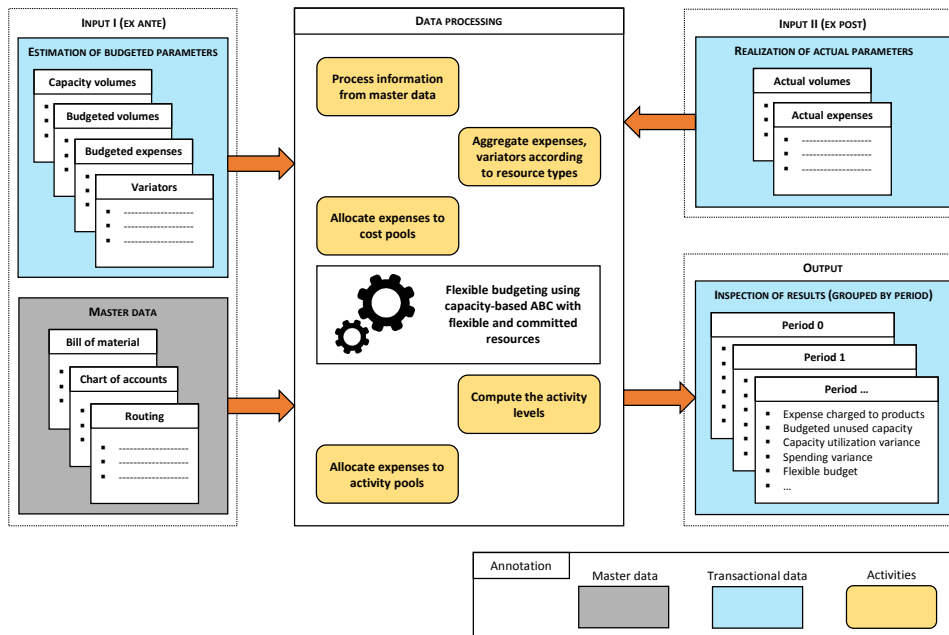 INPUT I (EX ANTE)
ESTIMATION OF BUDGETED PARAMETERS
Capacity volumes
Budgeted volumes
Budgeted expenses
Variators
MASTER DATA
Bill of material
Chart of accounts
Routing
DATA PROCESSING
Process information
from master data
Aggregate expenses,
variators according
to resource types
Allocate expenses to
cost pools
Flexible budgeting using
capacity-based ABC with
flexible and committed
resources
Compute the activity
levels
Allocate expenses to
activity pools
INPUT II (EX POST)
REALIZATION OF ACTUAL PARAMETERS
Actual volumes
Actual expenses
OUTPUT
INSPECTION OF RESULTS (GROUPED BY PERIOD)
Period 0
Period 1
Period ...
▪ Expense charged to products
▪ Budgeted unused capacity
▪ Capacity utilization variance
▪ Spending variance
▪ Flexible budget
▪ ...
Annotation
Master data
Transactional data
Activities